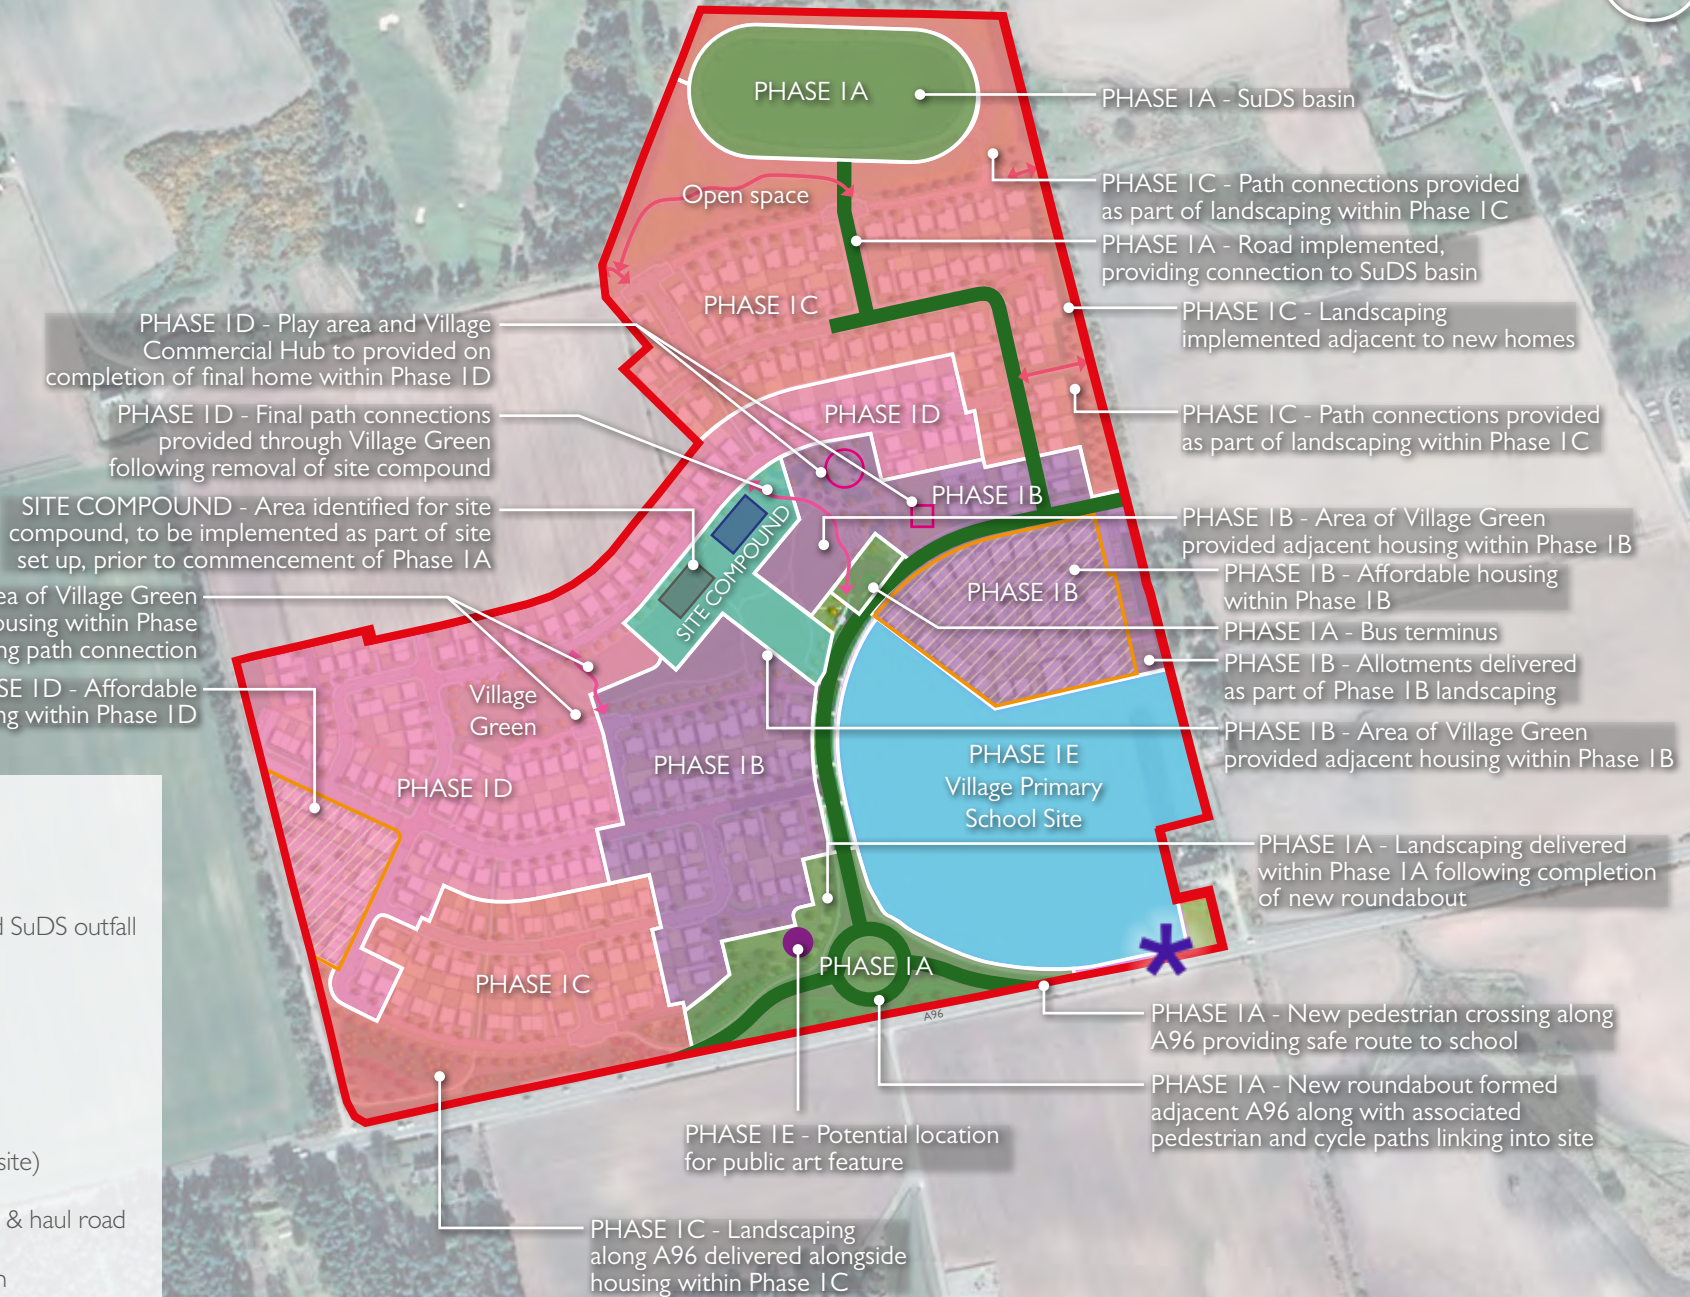 PHASE 1A
PHASE 1A - SuDS basin
Open space
PHASE 1C - Path connections provided
as part of landscaping within Phase 1C
PHASE 1A - Road implemented,
providing connection to SuDS basin
PHASE 1C
PHASE 1C - Landscaping
implemented adjacent to new homes
PHASE 1D - Play area and Village
Commercial Hub to provided on
completion of final home within Phase 1D
PHASE 1D
PHASE 1C - Path connections provided
as part of landscaping within Phase 1C
PHASE 1D - Final path connections
provided through Village Green
following removal of site compound
PHASE 1B
SITE COMPOUND - Area identified for site
compound, to be implemented as part of site
set up, prior to commencement of Phase 1A
SITE COMPOUND
PHASE 1B - Area of Village Green
provided adjacent housing within Phase 1B
PHASE 1B
PHASE 1B - Affordable housing
within Phase 1B
ea of Village Green
ousing within Phase
ng path connection
PHASE 1A - Bus terminus
PHASE 1B - Allotments delivered
as part of Phase 1B landscaping
SE 1D - Affordable
ng within Phase 1D
Village
Green
PHASE 1B - Area of Village Green
provided adjacent housing within Phase 1B
PHASE 1B
PHASE 1E
Village Primary
School Site
PHASE 1D
PHASE 1A - Landscaping delivered
within Phase 1A following completion
of new roundabout
d SuDS outfall
PHASE 1A
PHASE 1C
A96
PHASE 1A - New pedestrian crossing along
A96 providing safe route to school
PHASE 1A - New roundabout formed
adjacent A96 along with associated
pedestrian and cycle paths linking into site
PHASE 1E - Potential location
for public art feature
site)
& haul road
PHASE 1C - Landscaping
along A96 delivered alongside
housing within Phase 1C
n